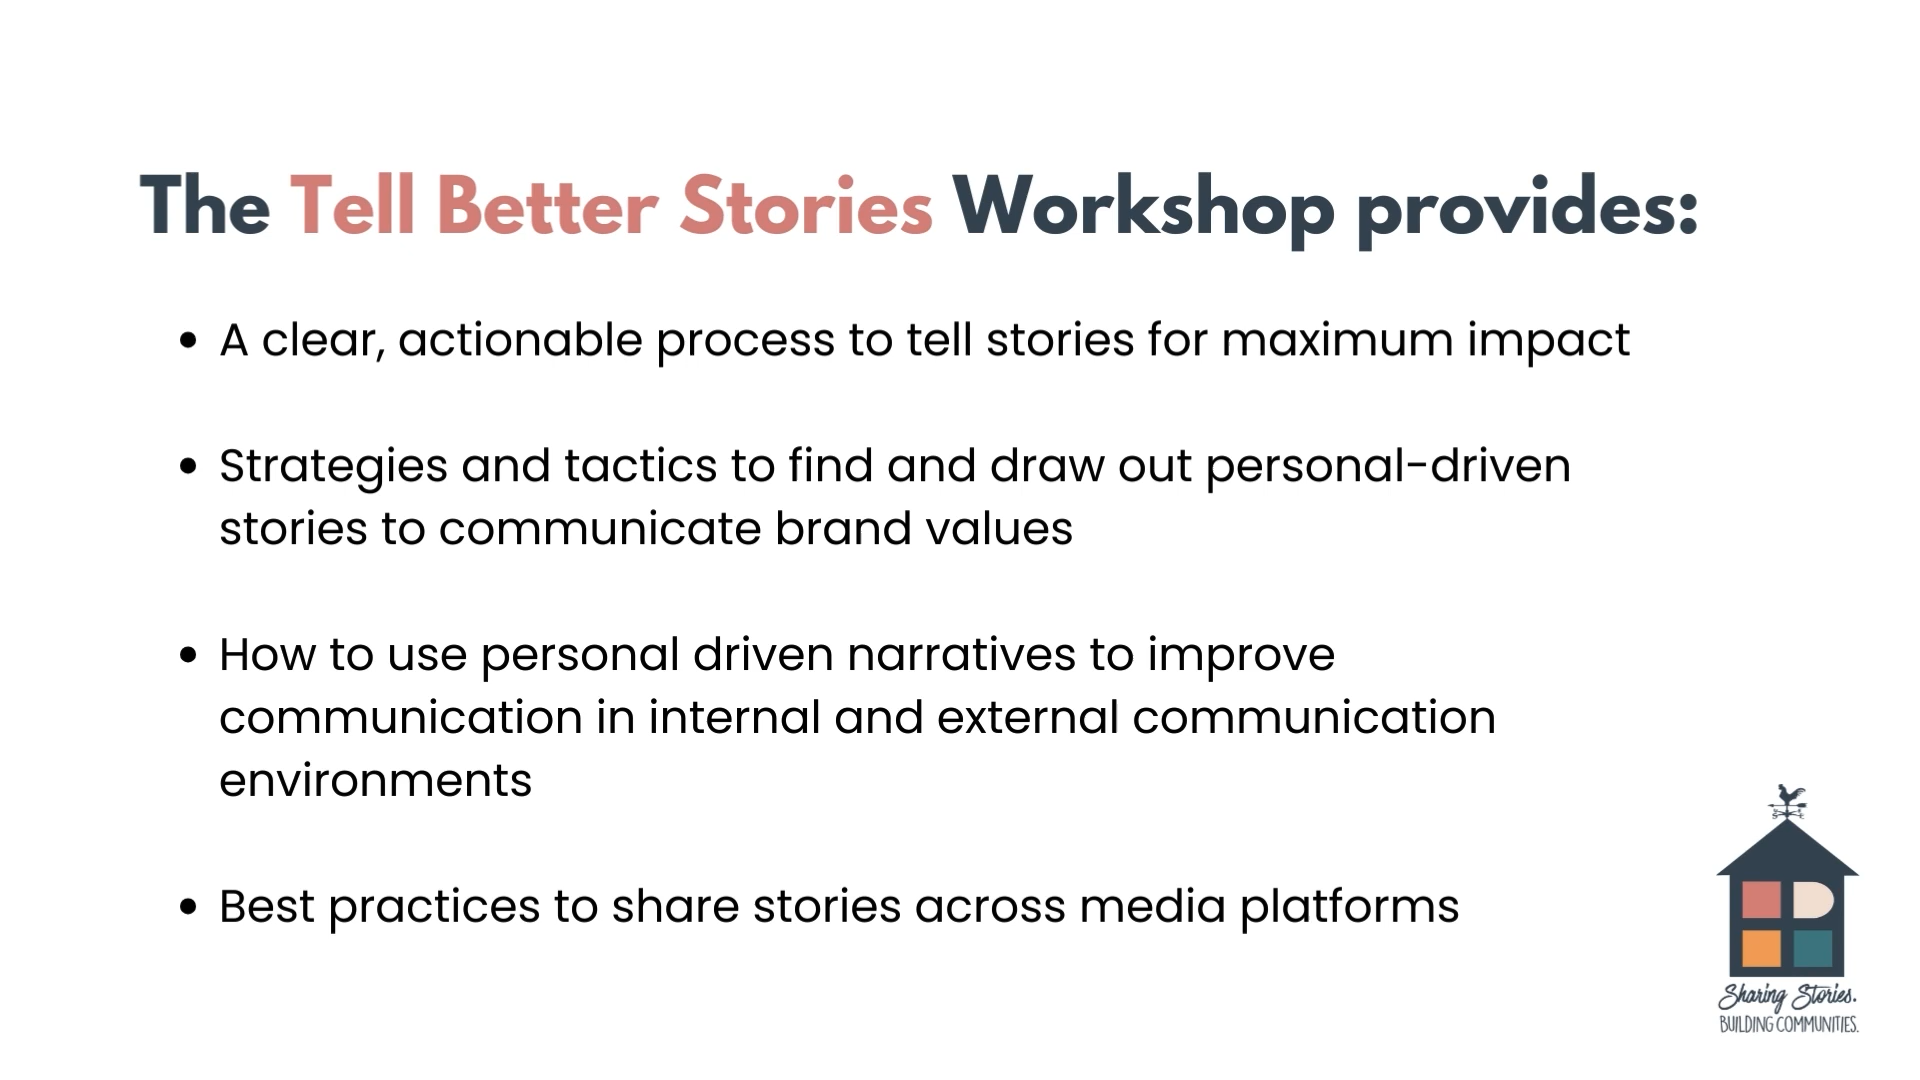 The Tell Better Stories Workshop provides:
• A clear, actionable process to tell stories for maximum impact
• Strategies and tactics to find and draw out personal-driven
stories to communicate brand values
• How to use personal driven narratives to improve
communication in internal and external communication
environments
• Best practices to share stories across media platforms
Sharing Stories.
BUILDING COMMUNITIES.